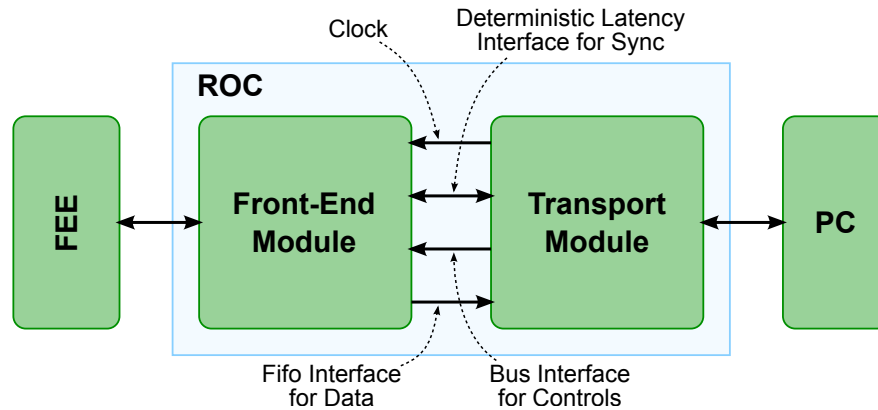 Clock
Deterministic Latency
Interface for Sync
ROC
FEE
Front-End
Module
Transport
Module
PC
Fifo Interface
for Data
Bus Interface
for Controls